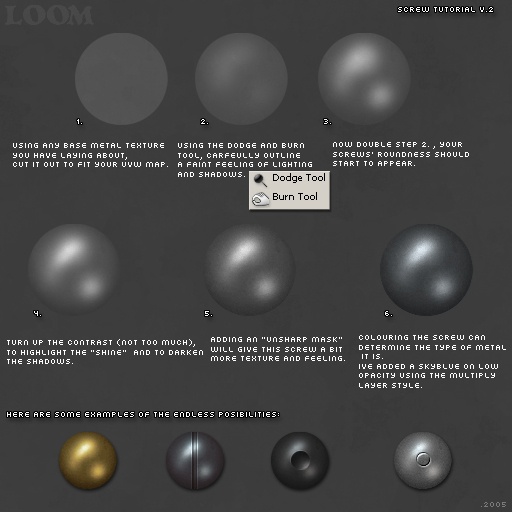 LOOM
SCREW TUTORIAL V.2
1.
2.
3.
USING ANY BASE METAL TEXTURE
YOU HAVE LAYING ABOUT,
CUT IT OUT TO FIT YOUR UVW MAP.
USING THE DODGE AND BURN
TOOL, CARFEULLY OUTLINE
A FAINT FEELING OF LIGHTING
AND SHADOWS.
NOW DOUBLE STEP 2. , YOUR
SCREWS' ROUNDNESS SHOULD
START TO APPEAR.
Dodge Tool
Burn Tool
4.
5.
6.
TURN UP THE CONTRAST (NOT TOO MUCH),
TO HIGHLIGHT THE "SHINE" AND TO DARKEN
THE SHADOWS.
ADDING AN "UNSHARP MASK"
WILL GIVE THIS SCREW A BIT
MORE TEXTURE AND FEELING.
COLOURING THE SCREW CAN
DETERMINE THE TYPE OF METAL
IT IS.
IVE ADDED A SKYBLUE ON LOW
OPACITY USING THE MULTIPLY
LAYER STYLE.
HERE ARE SOME EXAMPLES OF THE ENDLESS POSIBILITIES:
.2005